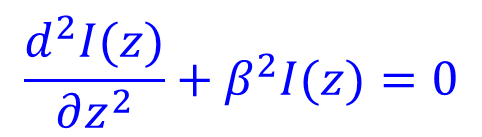 d²I(z)/∂z² + β²I(z) = 0